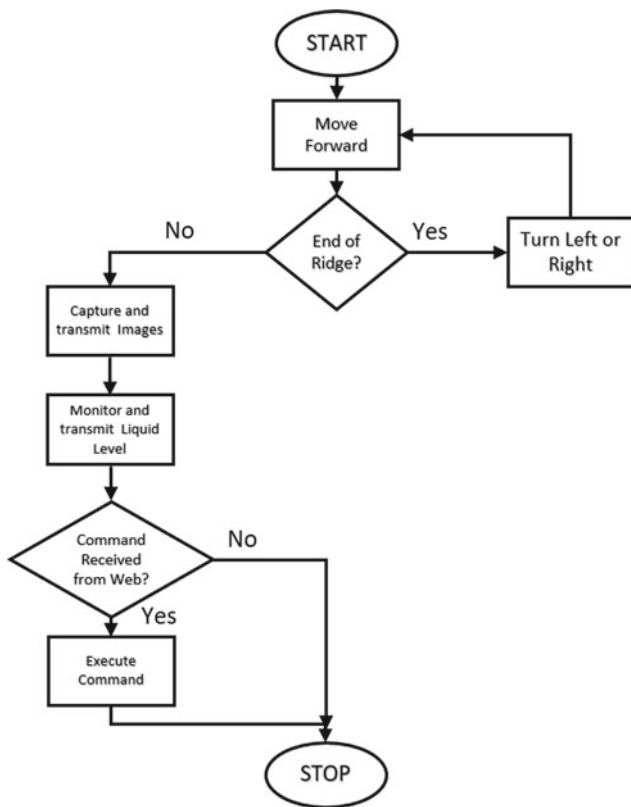 START
Move
Forward
End of
Ridge?
No
Yes
Turn Left or
Right
Capture and
transmit Images
Monitor and
transmit Liquid
Level
Command
Received
from Web?
No
Yes
Execute
Command
STOP